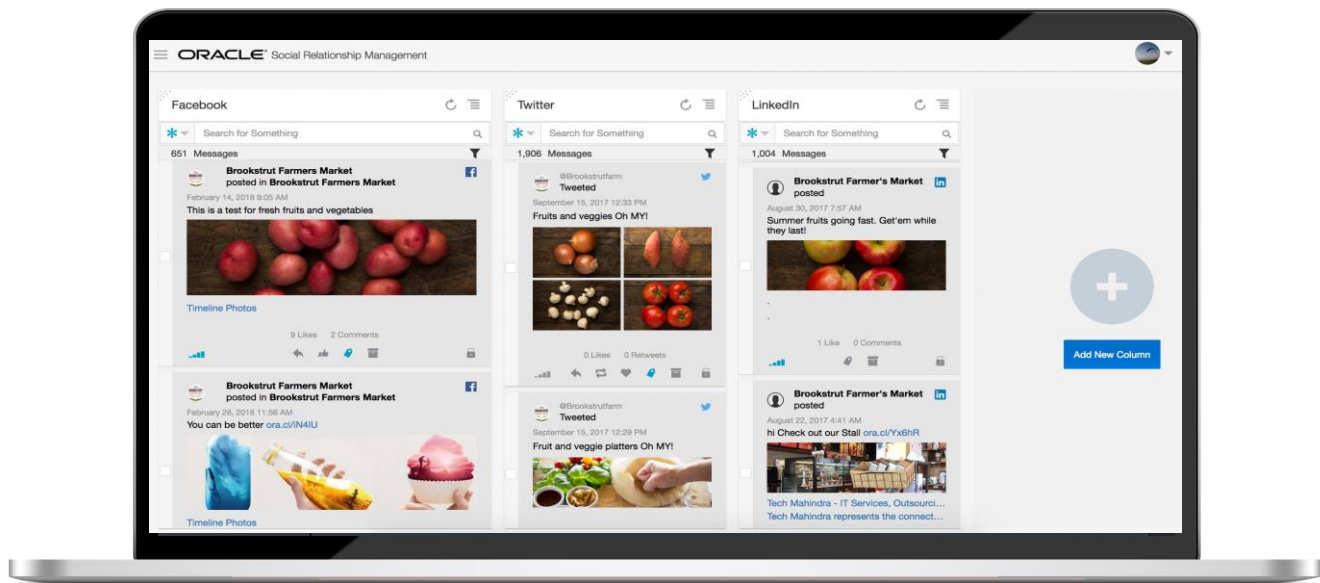 ORACLE® Social Relationship Management
Facebook
Search for Something
651 Messages
Brookstrut Farmers Market
posted in Brookstrut Farmers Market
February 14, 2018 9:05 AM
This is a test for fresh fruits and vegetables
Timeline Photos
9 Likes 2 Comments
Brookstrut Farmers Market
posted in Brookstrut Farmers Market
February 28, 2018 11:56 AM
You can be better ora.cl/iN4IU
Timeline Photos
Twitter
Search for Something
1,906 Messages
@Brookstrutfarm
Tweeted
September 15, 2017 12:33 PM
Fruits and veggies Oh MY!
0 Likes 0 Retweets
@Brookstrutfarm
Tweeted
September 15, 2017 12:29 PM
Fruit and veggie platters Oh MY!
LinkedIn
Search for Something
1,004 Messages
Brookstrut Farmer's Market
posted
August 30, 2017 7:57 AM
Summer fruits going fast. Get'em while
they last!
.
.
1 Like 0 Comments
Brookstrut Farmer's Market
posted
August 22, 2017 4:41 AM
hi Check out our Stall ora.cl/Yx6hR
Tech Mahindra - IT Services, Outsourci...
Tech Mahindra represents the connect...
Add New Column